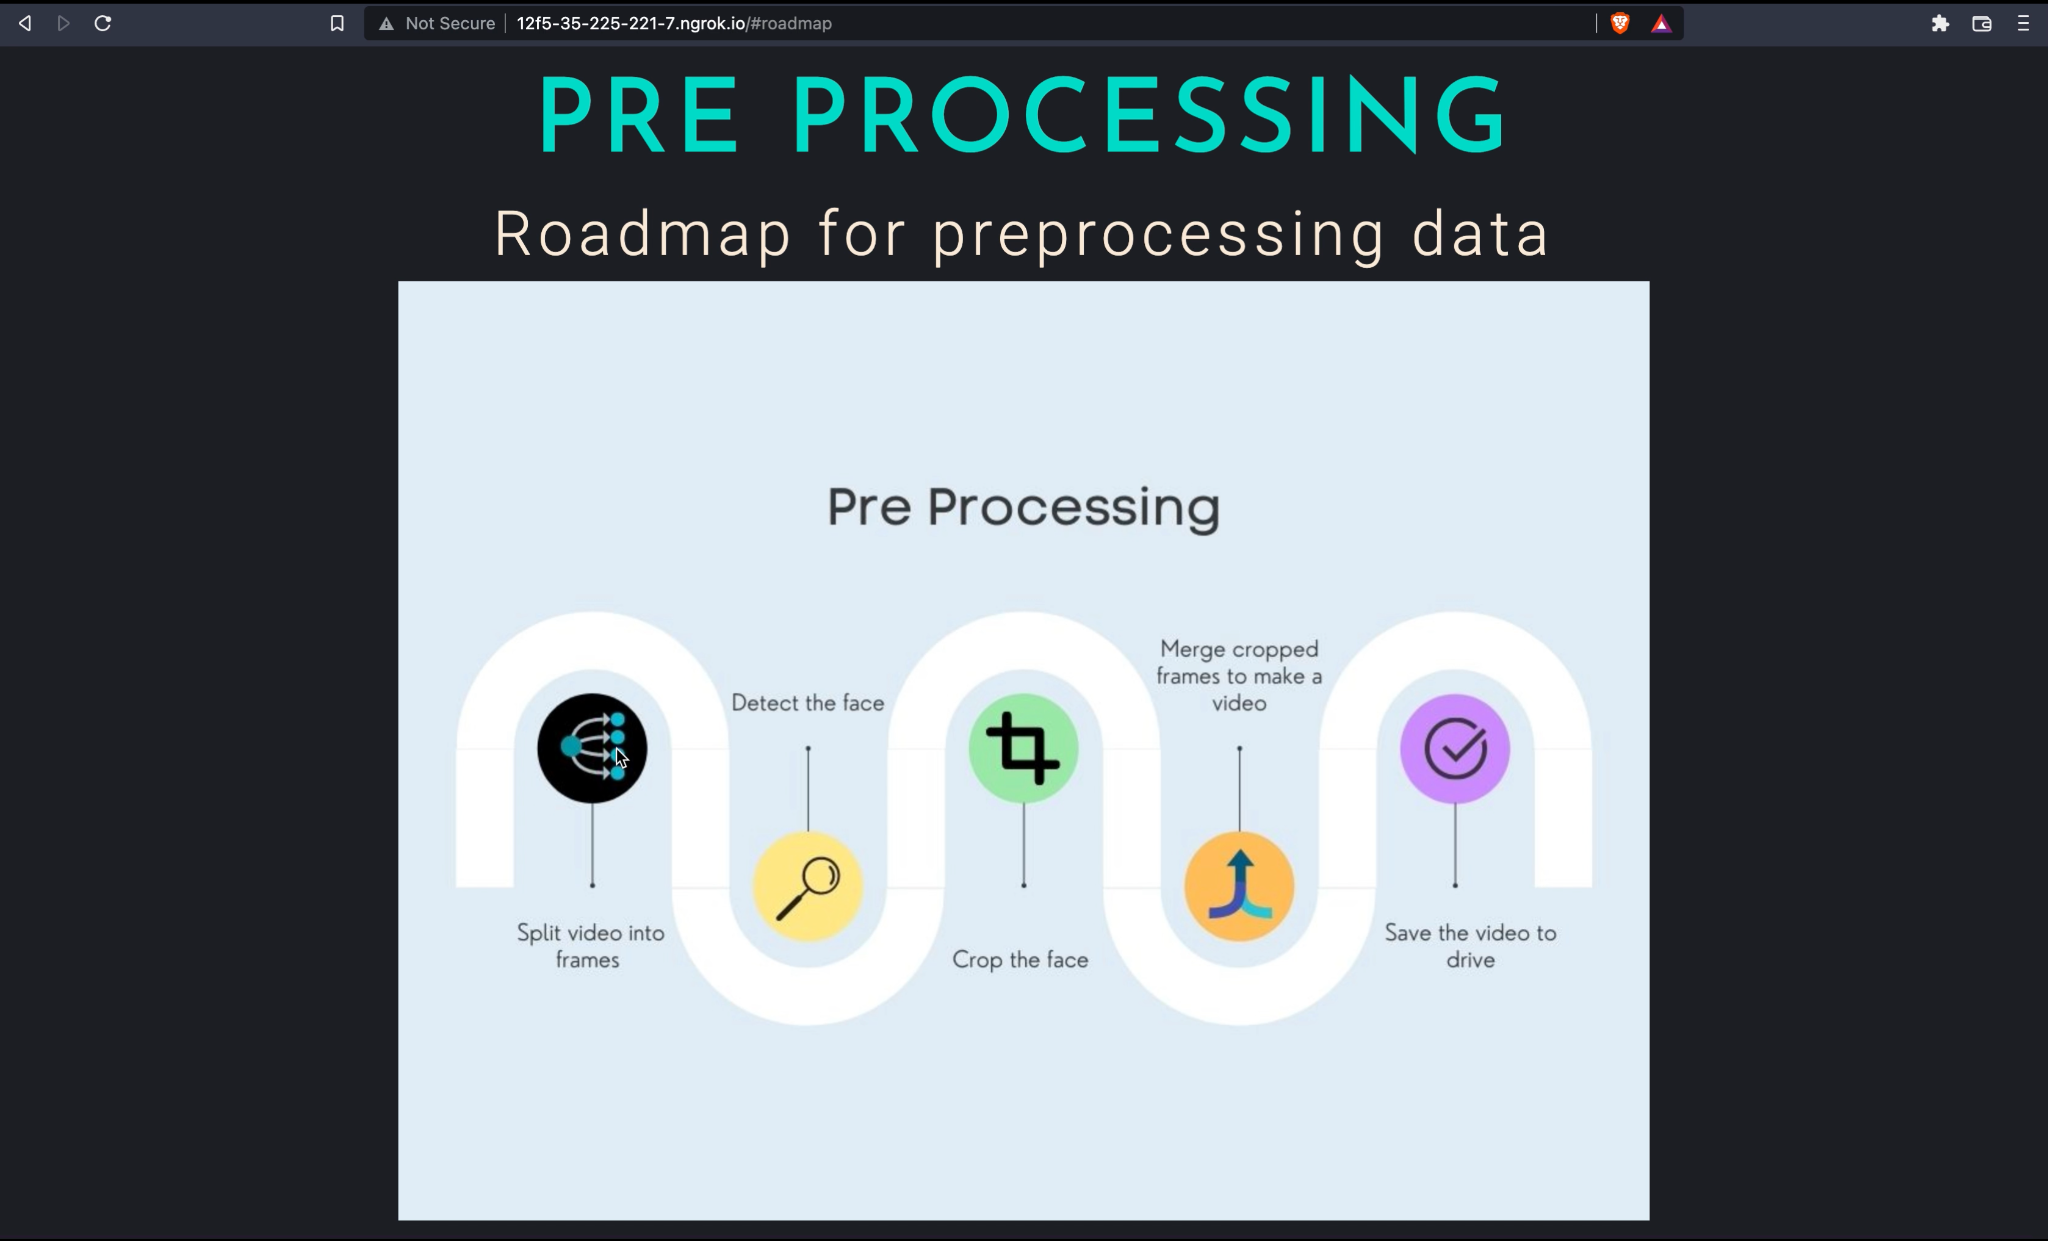 Not Secure
12f5-35-225-221-7.ngrok.io/#roadmap
PRE PROCESSING
Roadmap for preprocessing data
Pre Processing
Split video into
frames
Detect the face
Crop the face
Merge cropped
frames to make a
video
Save the video to
drive